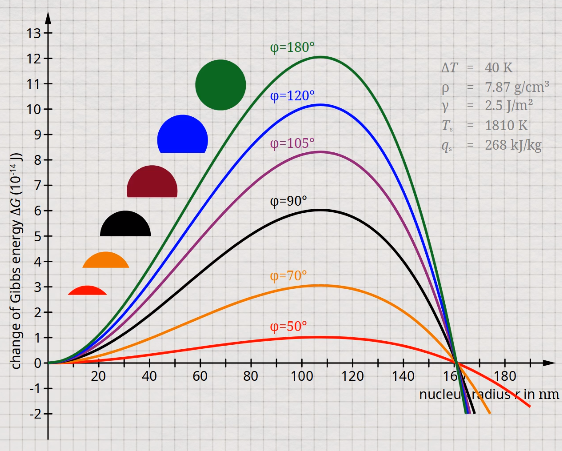 13
12
11
10
9
8
7
6
5
4
3
2
1
0
-1
-2
change of Gibbs energy ΔG (10⁻¹⁴ J)
φ=180°
φ=120°
φ=105°
φ=90°
φ=70°
φ=50°
ΔT = 40 K
ρ = 7.87 g/cm³
γ = 2.5 J/m²
Tₛ = 1810 K
qₛ = 268 kJ/kg
20 40 60 80 100 120 140 160 180
nucleus radius r in nm